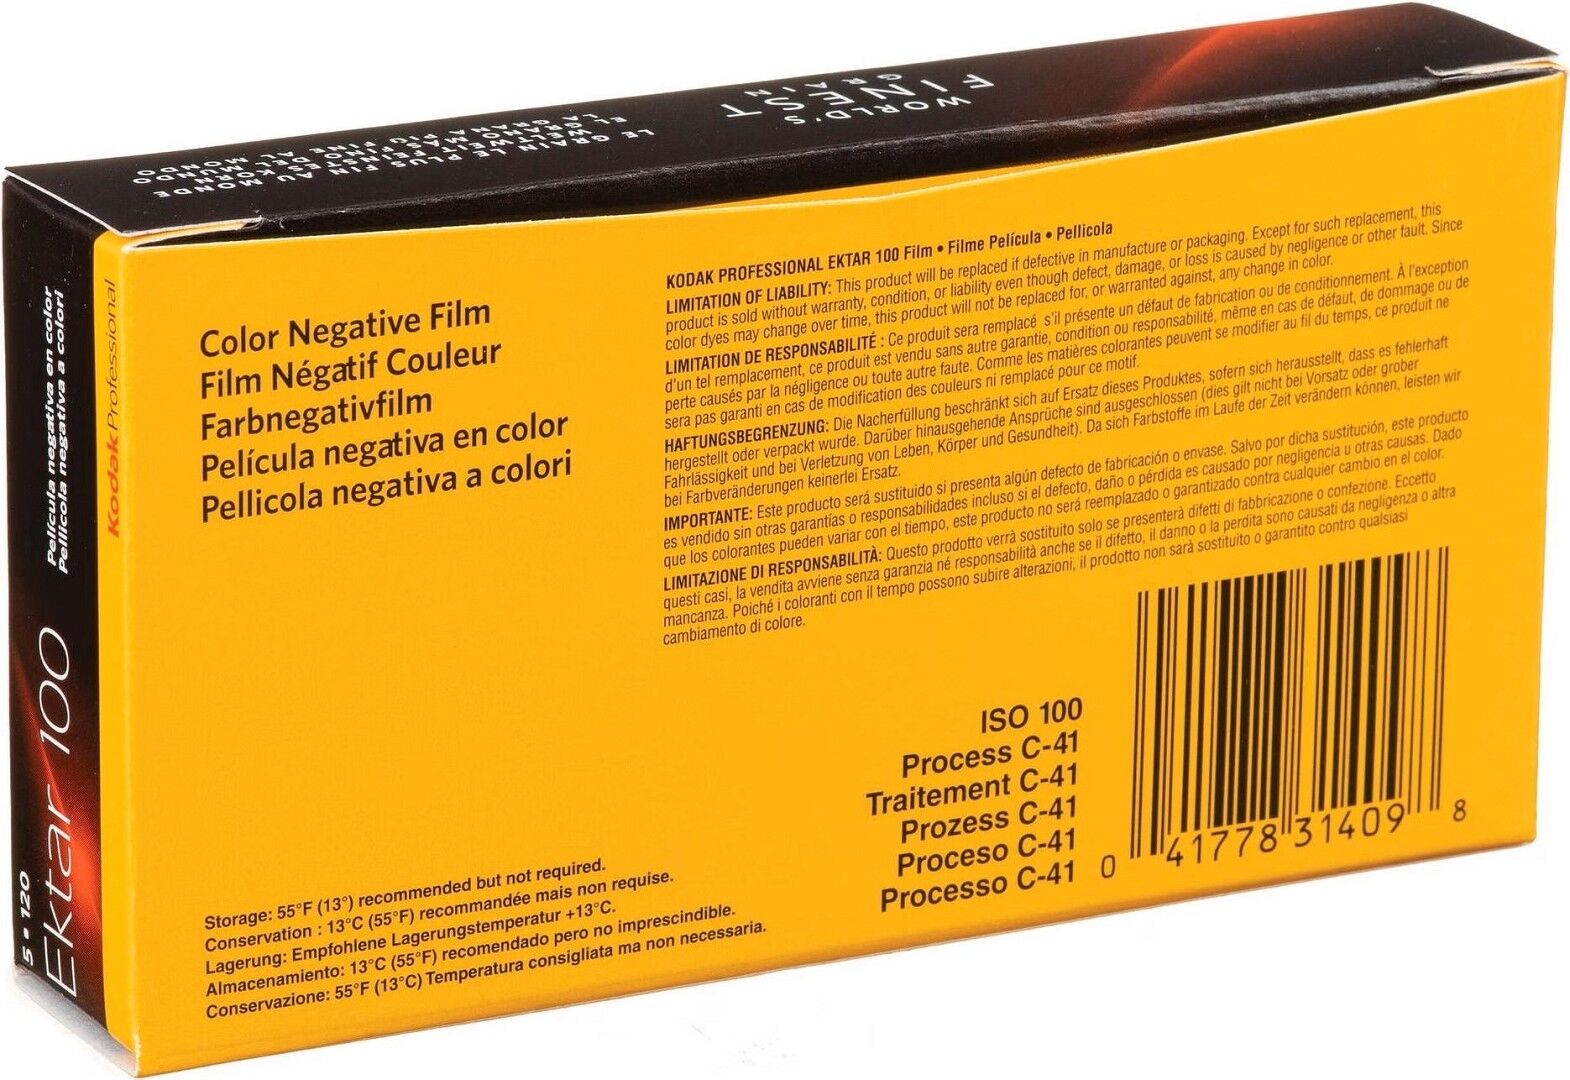 WORLD'S
FINEST
GRAIN
LE GRAIN LE PLUS FIN AU MONDE
WELTWEIT FEINSTES KORN
EL GRANO MÁS FINO DEL MUNDO
LA GRANA PIÙ FINE AL MONDO
Película negativa en color
Pellicola negativa a colori
5 • 120
Ektar 100
Kodak Professional
Color Negative Film
Film Négatif Couleur
Farbnegativfilm
Película negativa en color
Pellicola negativa a colori
KODAK PROFESSIONAL EKTAR 100 Film • Filme Película • Pellicola
LIMITATION OF LIABILITY: This product will be replaced if defective in manufacture or packaging. Except for such replacement, this
product is sold without warranty, condition, or liability even though defect, damage, or loss is caused by negligence or other fault. Since
color dyes may change over time, this product will not be replaced for, or warranted against, any change in color.
LIMITATION DE RESPONSABILITÉ : Ce produit sera remplacé s'il présente un défaut de fabrication ou de conditionnement. À l'exception
d'un tel remplacement, ce produit est vendu sans autre garantie, condition ou responsabilité, même en cas de défaut, de dommage ou de
perte causés par la négligence ou toute autre faute. Comme les matières colorantes peuvent se modifier au fil du temps, ce produit ne
sera pas garanti en cas de modification des couleurs ni remplacé pour ce motif.
HAFTUNGSBEGRENZUNG: Die Nacherfüllung beschränkt sich auf Ersatz dieses Produktes, sofern sich herausstellt, dass es fehlerhaft
hergestellt oder verpackt wurde. Darüber hinausgehende Ansprüche sind ausgeschlossen (dies gilt nicht bei Vorsatz oder grober
Fahrlässigkeit und bei Verletzung von Leben, Körper und Gesundheit). Da sich Farbstoffe im Laufe der Zeit verändern können, leisten wir
bei Farbveränderungen keinerlei Ersatz.
IMPORTANTE: Este producto será sustituido si presenta algún defecto de fabricación o envase. Salvo por dicha sustitución, este producto
es vendido sin otras garantías o responsabilidades incluso si el defecto, daño o pérdida es causado por negligencia u otras causas. Dado
que los colorantes pueden variar con el tiempo, este producto no será reemplazado o garantizado contra cualquier cambio en el color.
LIMITAZIONE DI RESPONSABILITÀ: Questo prodotto verrà sostituito solo se presenterà difetti di fabbricazione o confezione. Eccetto
questi casi, la vendita avviene senza garanzia né responsabilità anche se il difetto, il danno o la perdita sono causati da negligenza o altra
mancanza. Poiché i coloranti con il tempo possono subire alterazioni, il prodotto non sarà sostituito o garantito contro qualsiasi
cambiamento di colore.
ISO 100
Process C-41
Traitement C-41
Prozess C-41
Proceso C-41
Processo C-41
0 41778 31409 8
Storage: 55°F (13°) recommended but not required.
Conservation : 13°C (55°F) recommandée mais non requise.
Lagerung: Empfohlene Lagerungstemperatur +13°C.
Almacenamiento: 13°C (55°F) recomendado pero no imprescindible.
Conservazione: 55°F (13°C) Temperatura consigliata ma non necessaria.